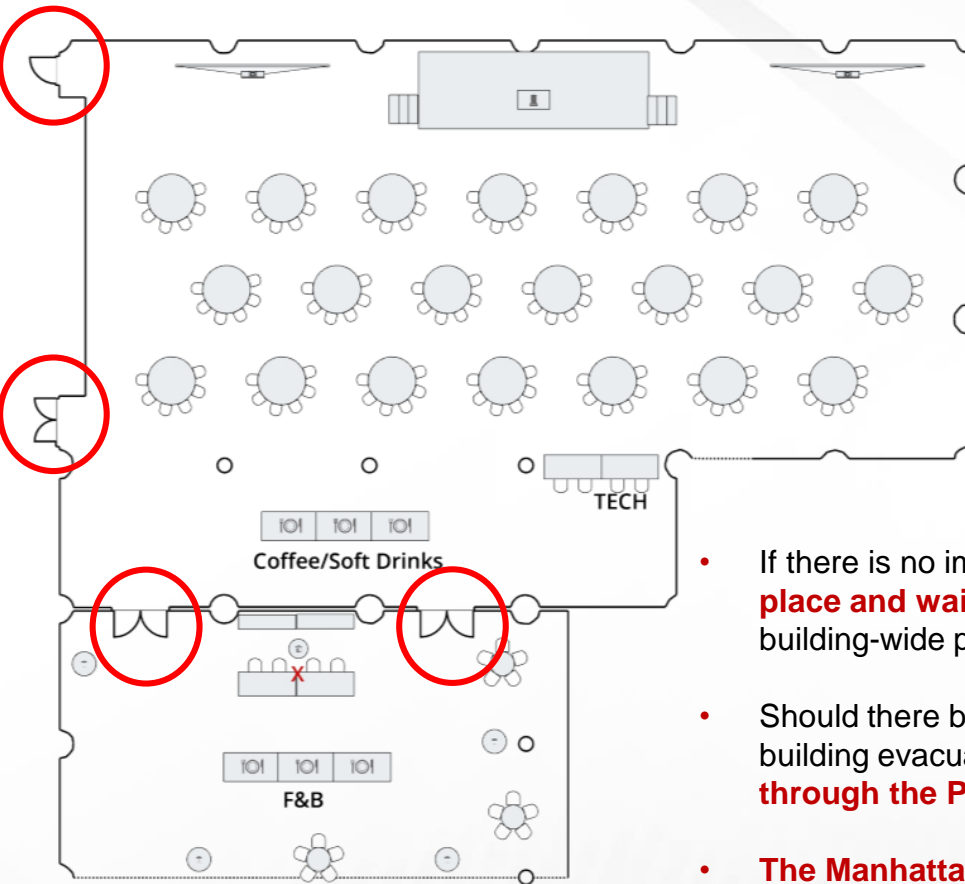 TECH
Coffee/Soft Drinks
X
F&B
• If there is no im
place and wai
building-wide p
• Should there b
building evacua
through the P
• The Manhatta